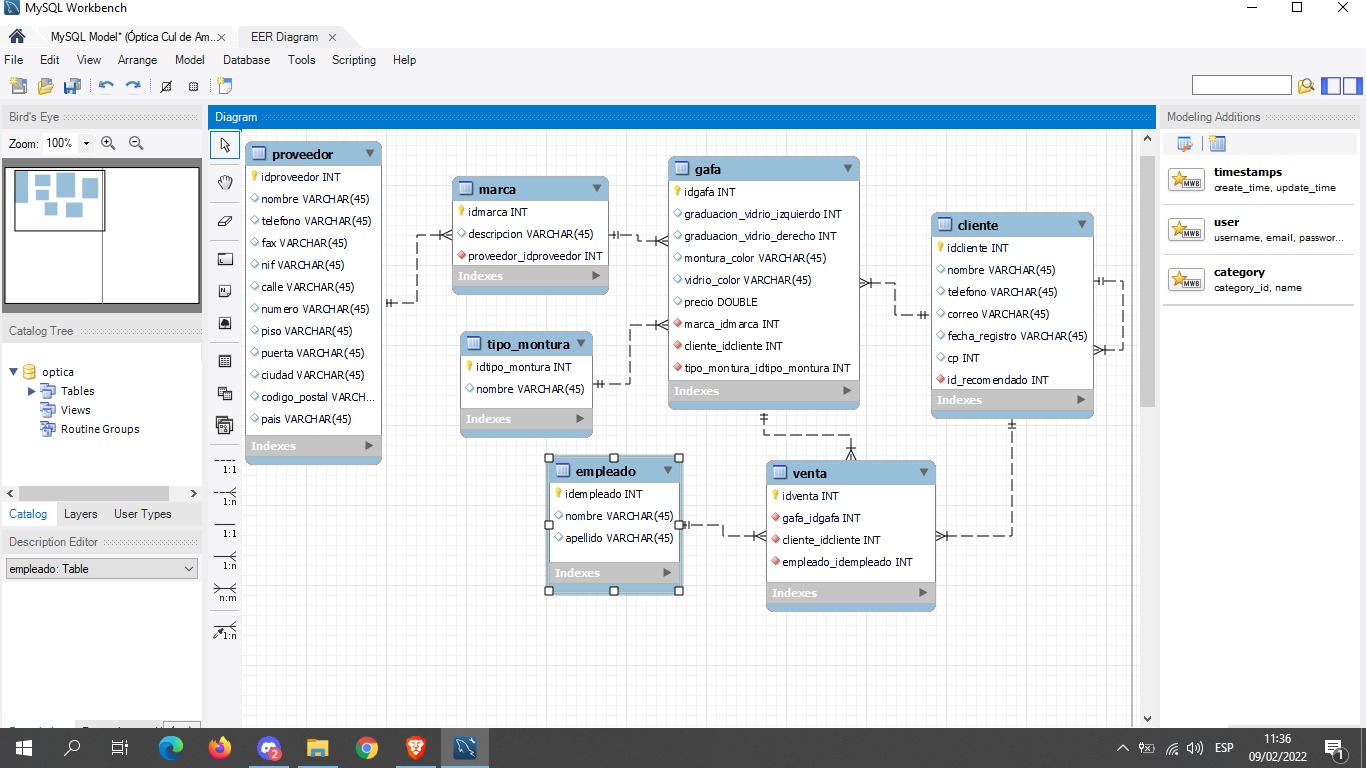 MySQL Workbench
MySQL Model* (Óptica Cul de Am...
EER Diagram
File Edit View Arrange Model Database Tools Scripting Help
Bird's Eye
Zoom: 100%
Catalog Tree
optica
Tables
Views
Routine Groups
Catalog Layers User Types
Description Editor
empleado: Table
Diagram
1:1
1:n
1:1
1:n
n:m
1:n
proveedor
idproveedor INT
nombre VARCHAR(45)
telefono VARCHAR(45)
fax VARCHAR(45)
nif VARCHAR(45)
calle VARCHAR(45)
numero VARCHAR(45)
piso VARCHAR(45)
puerta VARCHAR(45)
ciudad VARCHAR(45)
codigo_postal VARCH...
pais VARCHAR(45)
Indexes
marca
idmarca INT
descripcion VARCHAR(45)
proveedor_idproveedor INT
Indexes
tipo_montura
idtipo_montura INT
nombre VARCHAR(45)
Indexes
gafa
idgafa INT
graduacion_vidrio_izquierdo INT
graduacion_vidrio_derecho INT
montura_color VARCHAR(45)
vidrio_color VARCHAR(45)
precio DOUBLE
marca_idmarca INT
cliente_idcliente INT
tipo_montura_idtipo_montura INT
Indexes
cliente
idcliente INT
nombre VARCHAR(45)
telefono VARCHAR(45)
correo VARCHAR(45)
fecha_registro VARCHAR(45)
cp INT
id_recomendado INT
Indexes
empleado
idempleado INT
nombre VARCHAR(45)
apellido VARCHAR(45)
Indexes
venta
idventa INT
gafa_idgafa INT
cliente_idcliente INT
empleado_idempleado INT
Indexes
Modeling Additions
timestamps
create_time, update_time
user
username, email, passwor...
category
category_id, name
2
ESP
11:36
09/02/2022
1